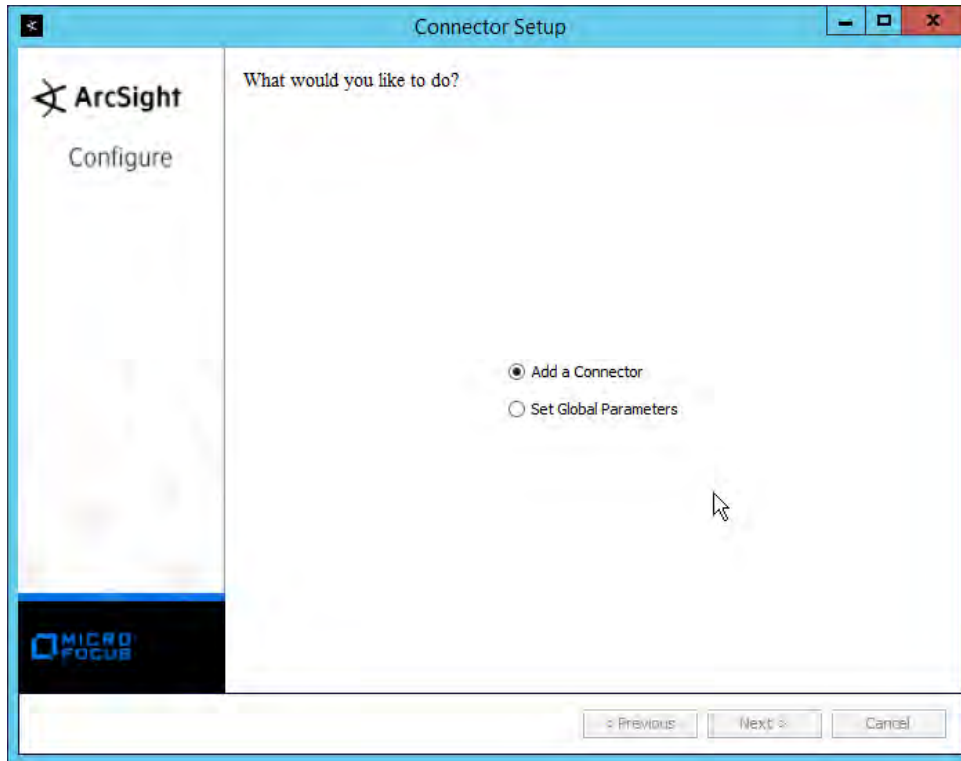 Connector Setup
ArcSight
Configure
What would you like to do?
Add a Connector
Set Global Parameters
MICRO
FOCUS
< Previous
Next >
Cancel